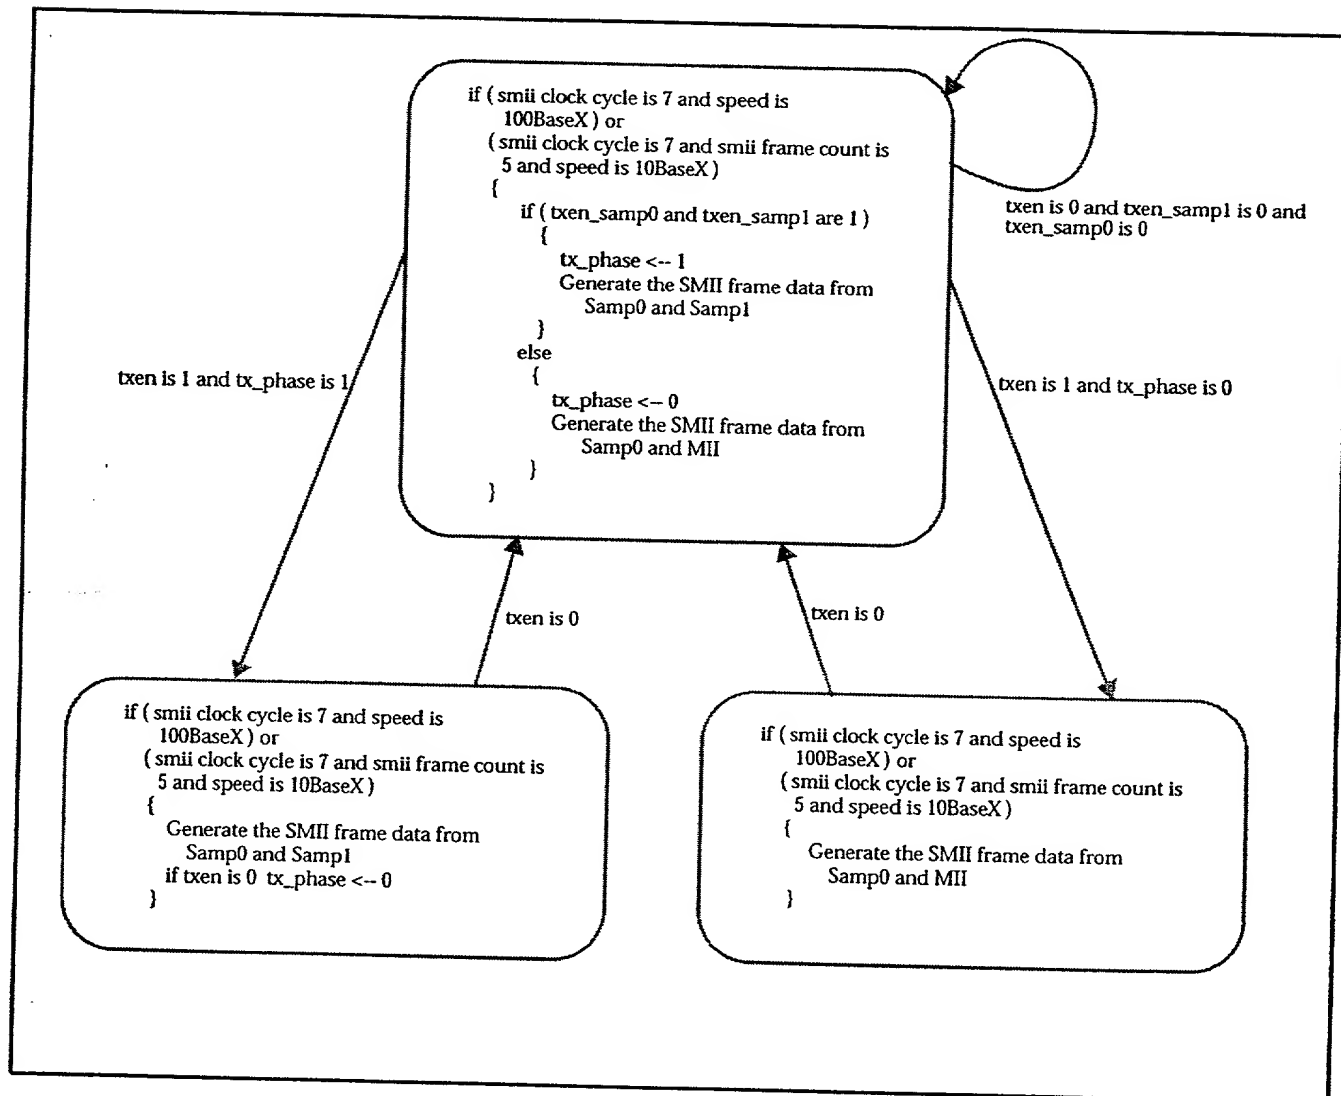 if ( smii clock cycle is 7 and speed is
100BaseX ) or
( smii clock cycle is 7 and smii frame count is
5 and speed is 10BaseX )
{
if ( txen_samp0 and txen_samp1 are 1 )
{
tx_phase <-- 1
Generate the SMII frame data from
Samp0 and Samp1
}
else
{
tx_phase <-- 0
Generate the SMII frame data from
Samp0 and MII
}
}
txen is 0 and txen_samp1 is 0 and
txen_samp0 is 0
txen is 1 and tx_phase is 1
txen is 1 and tx_phase is 0
txen is 0
txen is 0
if ( smii clock cycle is 7 and speed is
100BaseX ) or
( smii clock cycle is 7 and smii frame count is
5 and speed is 10BaseX )
{
Generate the SMII frame data from
Samp0 and Samp1
if txen is 0 tx_phase <-- 0
}
if ( smii clock cycle is 7 and speed is
100BaseX ) or
( smii clock cycle is 7 and smii frame count is
5 and speed is 10BaseX )
{
Generate the SMII frame data from
Samp0 and MII
}